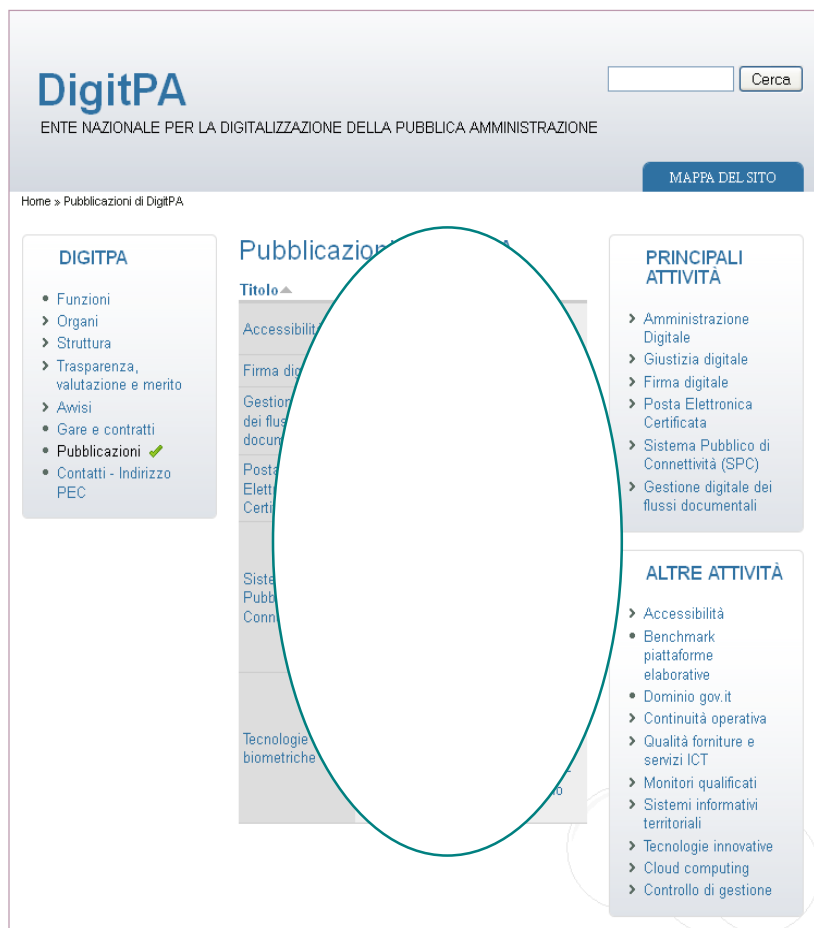 DigitPA
Cerca
ENTE NAZIONALE PER LA DIGITALIZZAZIONE DELLA PUBBLICA AMMINISTRAZIONE
MAPPA DEL SITO
Home » Pubblicazioni di DigitPA
DIGITPA
Funzioni
Organi
Struttura
Trasparenza,
valutazione e merito
Avvisi
Gare e contratti
Pubblicazioni
Contatti - Indirizzo
PEC
Titolo
Firma
dei
Tecnologie
biometriche
PRINCIPALI
ATTIVITÀ
Amministrazione
Digitale
Giustizia digitale
Firma digitale
Posta Elettronica
Certificata
Sistema Pubblico di
Connettività (SPC)
Gestione digitale dei
flussi documentali
ALTRE ATTIVITÀ
Accessibilità
Benchmark
piattaforme
elaborative
Dominio gov.it
Continuità operativa
Qualità forniture e
servizi ICT
Monitori qualificati
Sistemi informativi
territoriali
Tecnologie innovative
Cloud computing
Controllo di gestione